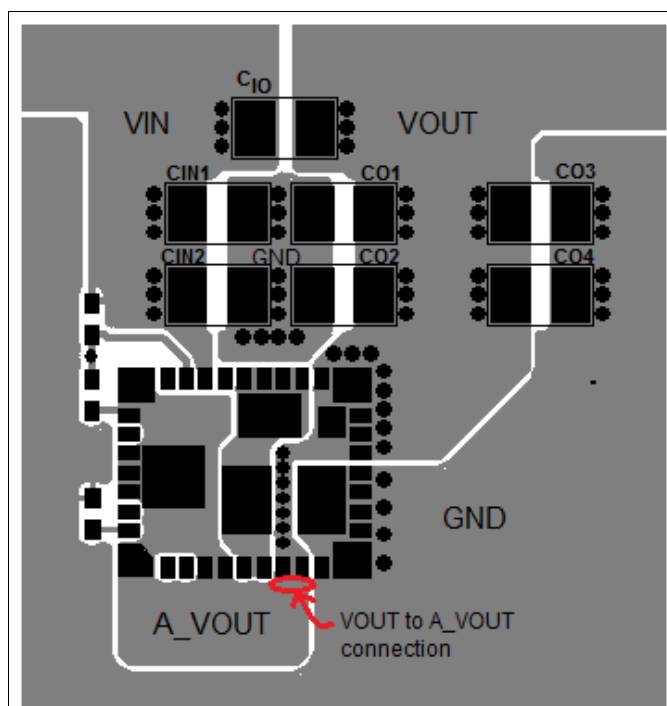 CIO
VIN
VOUT
CIN1
CO1
CO3
CIN2
GND
CO2
CO4
GND
A_VOUT
VOUT to A_VOUT
connection